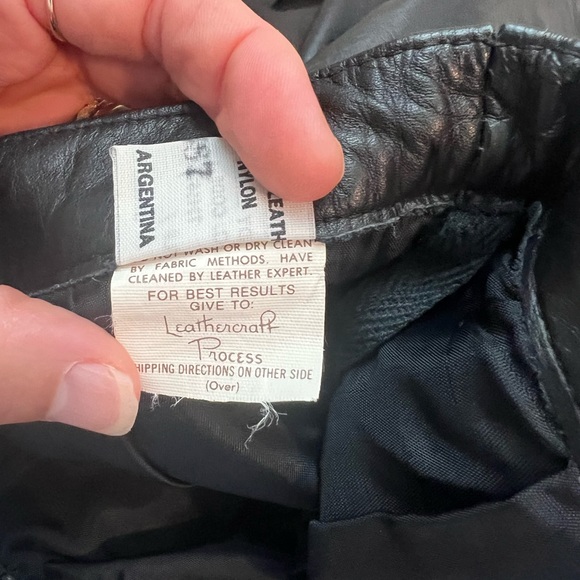 ARGENTINA
57
NYLON
LEATH
NOT WASH OR DRY CLEAN
BY FABRIC METHODS. HAVE
CLEANED BY LEATHER EXPERT.
FOR BEST RESULTS
GIVE TO:
Leathercraft
Process
HIPPING DIRECTIONS ON OTHER SIDE
(Over)